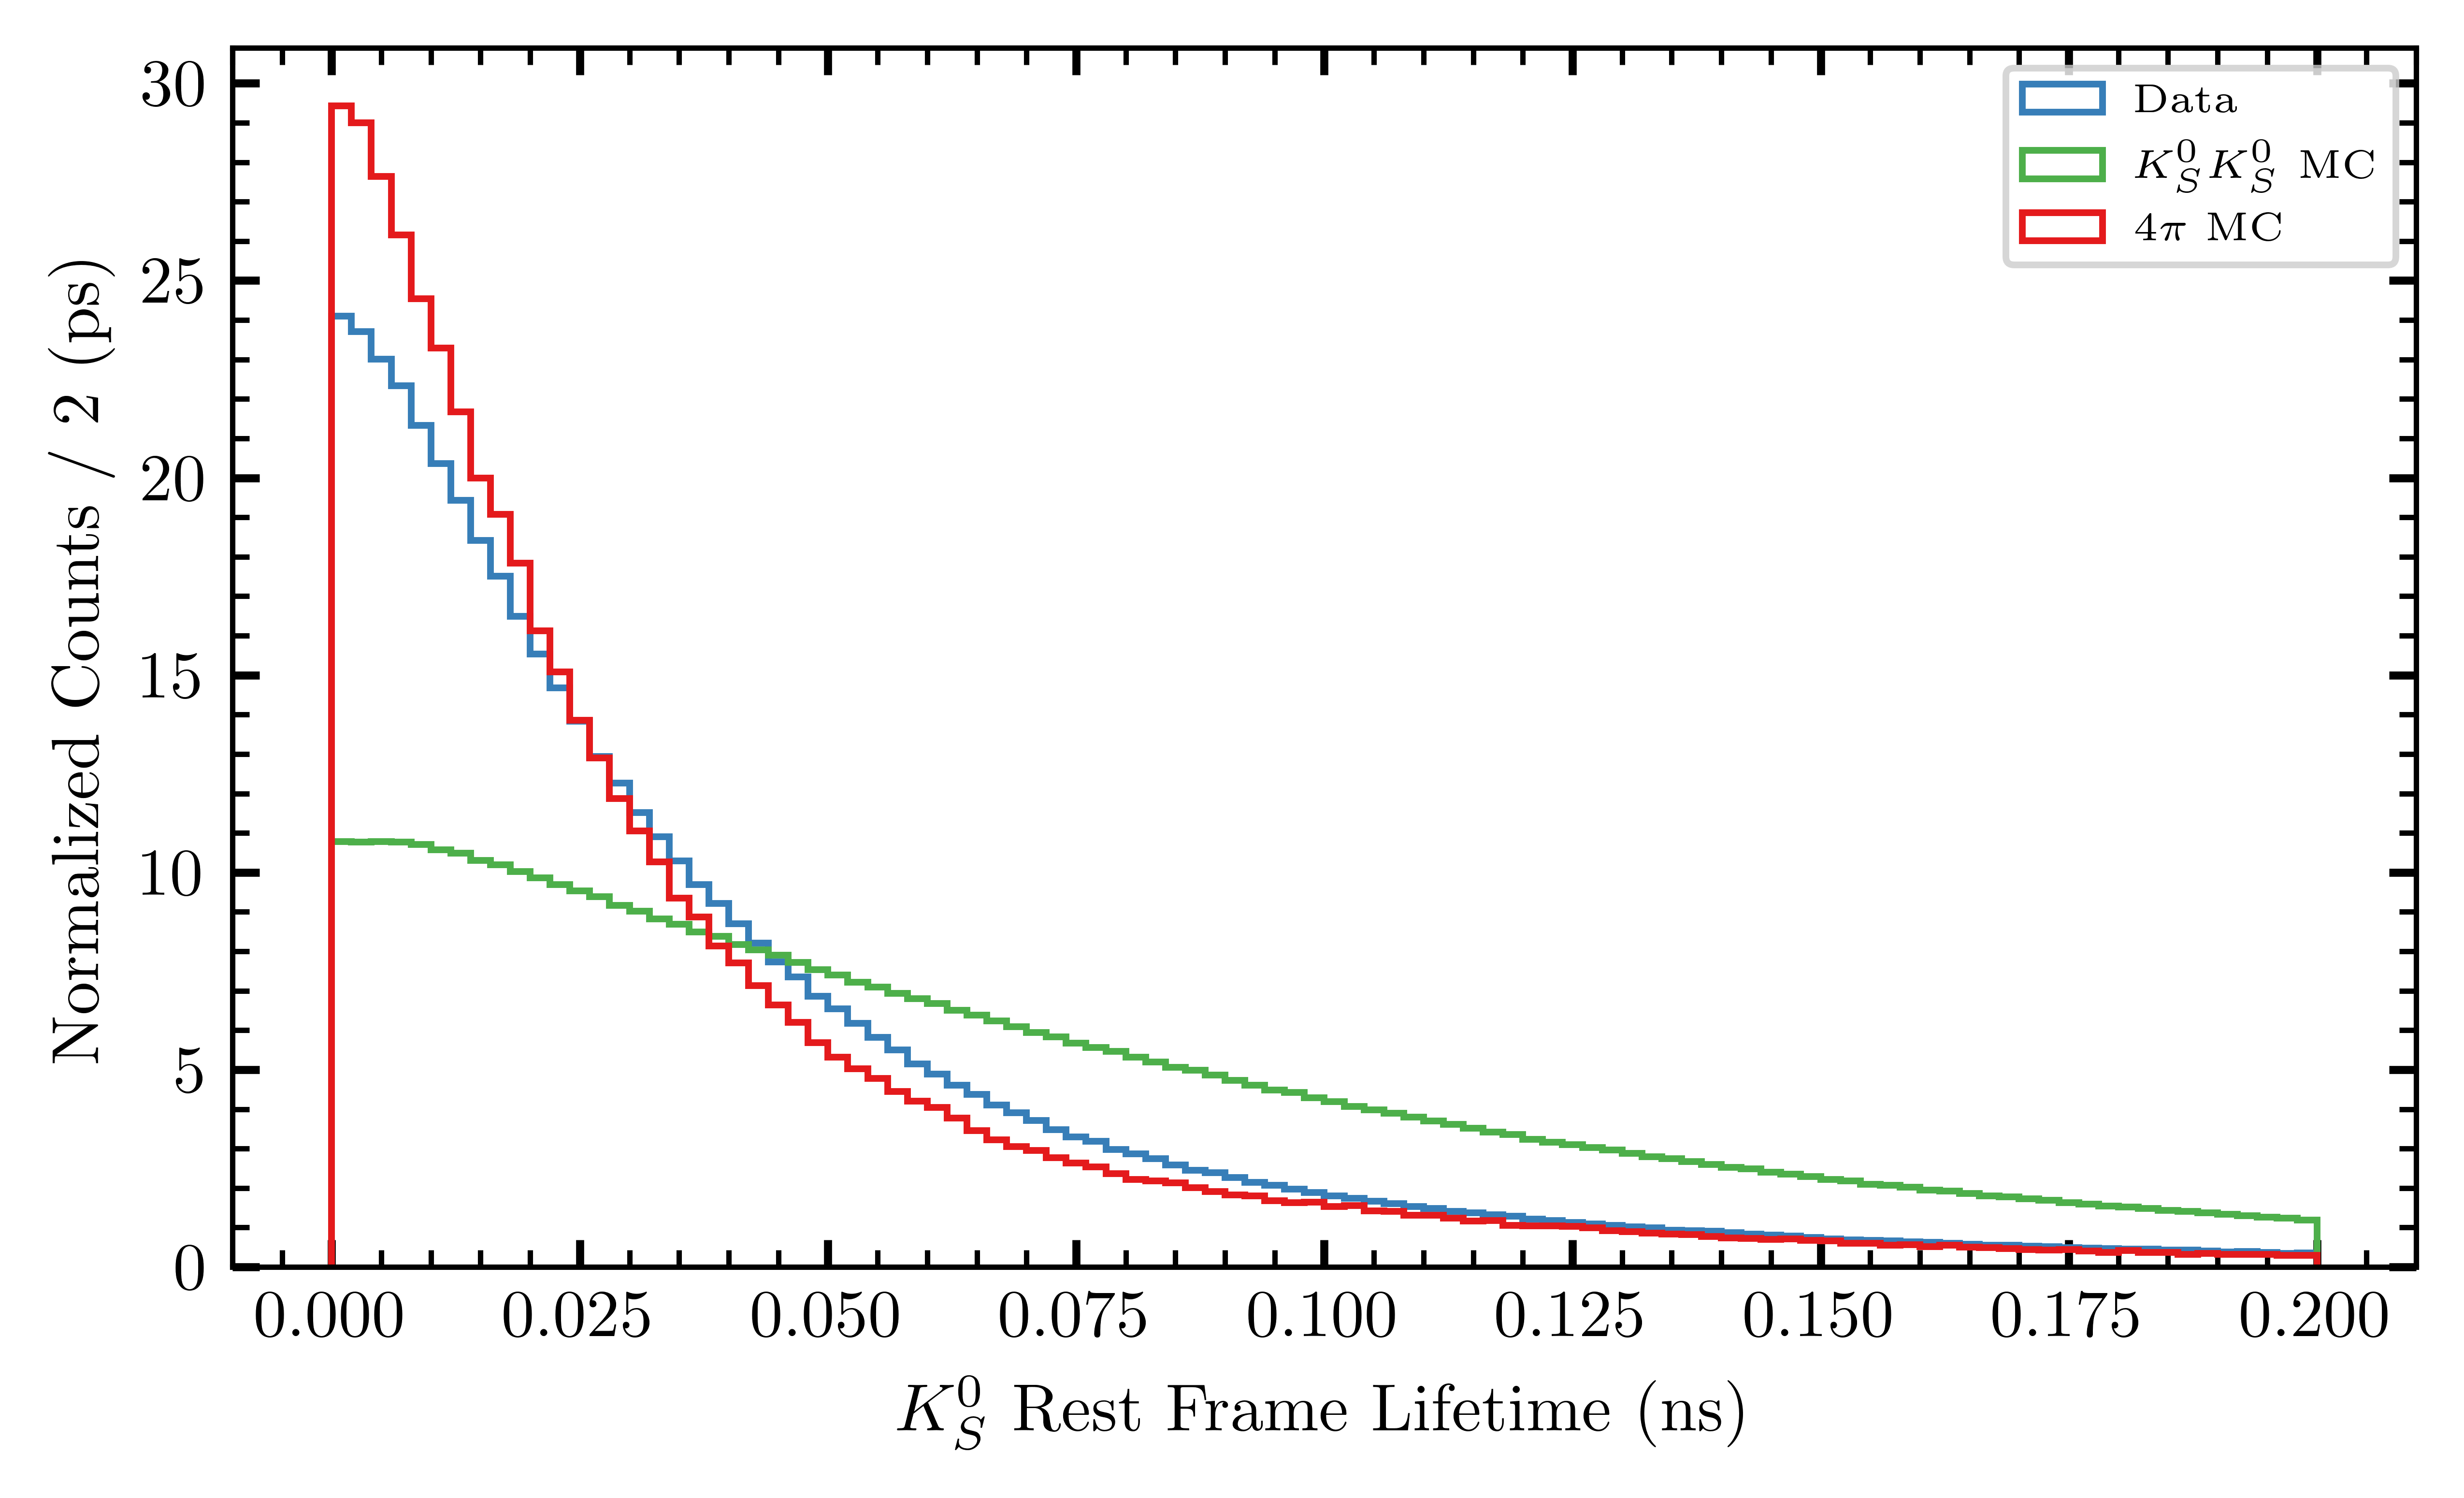 Normalized Counts / 2 (ps)
30
25
20
15
10
5
0
Data
$K_S^0 K_S^0$ MC
4π MC
0.000 0.025 0.050 0.075 0.100 0.125 0.150 0.175 0.200
$K_S^0$ Rest Frame Lifetime (ns)